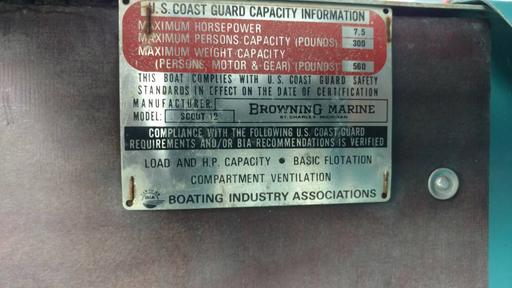 U.S. COAST GUARD CAPACITY INFORMATION
MAXIMUM HORSEPOWER 7.5
MAXIMUM PERSONS CAPACITY (POUNDS) 300
MAXIMUM WEIGHT CAPACITY
(PERSONS, MOTOR & GEAR) (POUNDS) 560
THIS BOAT COMPLIES WITH U.S. COAST GUARD SAFETY
STANDARDS IN EFFECT ON THE DATE OF CERTIFICATION
MANUFACTURER: BROWNING MARINE
MODEL: SCOUT 12 ST. CHARLES, MICHIGAN
COMPLIANCE WITH THE FOLLOWING U.S. COAST GUARD
REQUIREMENTS AND/OR BIA RECOMMENDATIONS IS VERIFIED
LOAD AND H.P. CAPACITY • BASIC FLOTATION
COMPARTMENT VENTILATION
BIA BOATING INDUSTRY ASSOCIATIONS